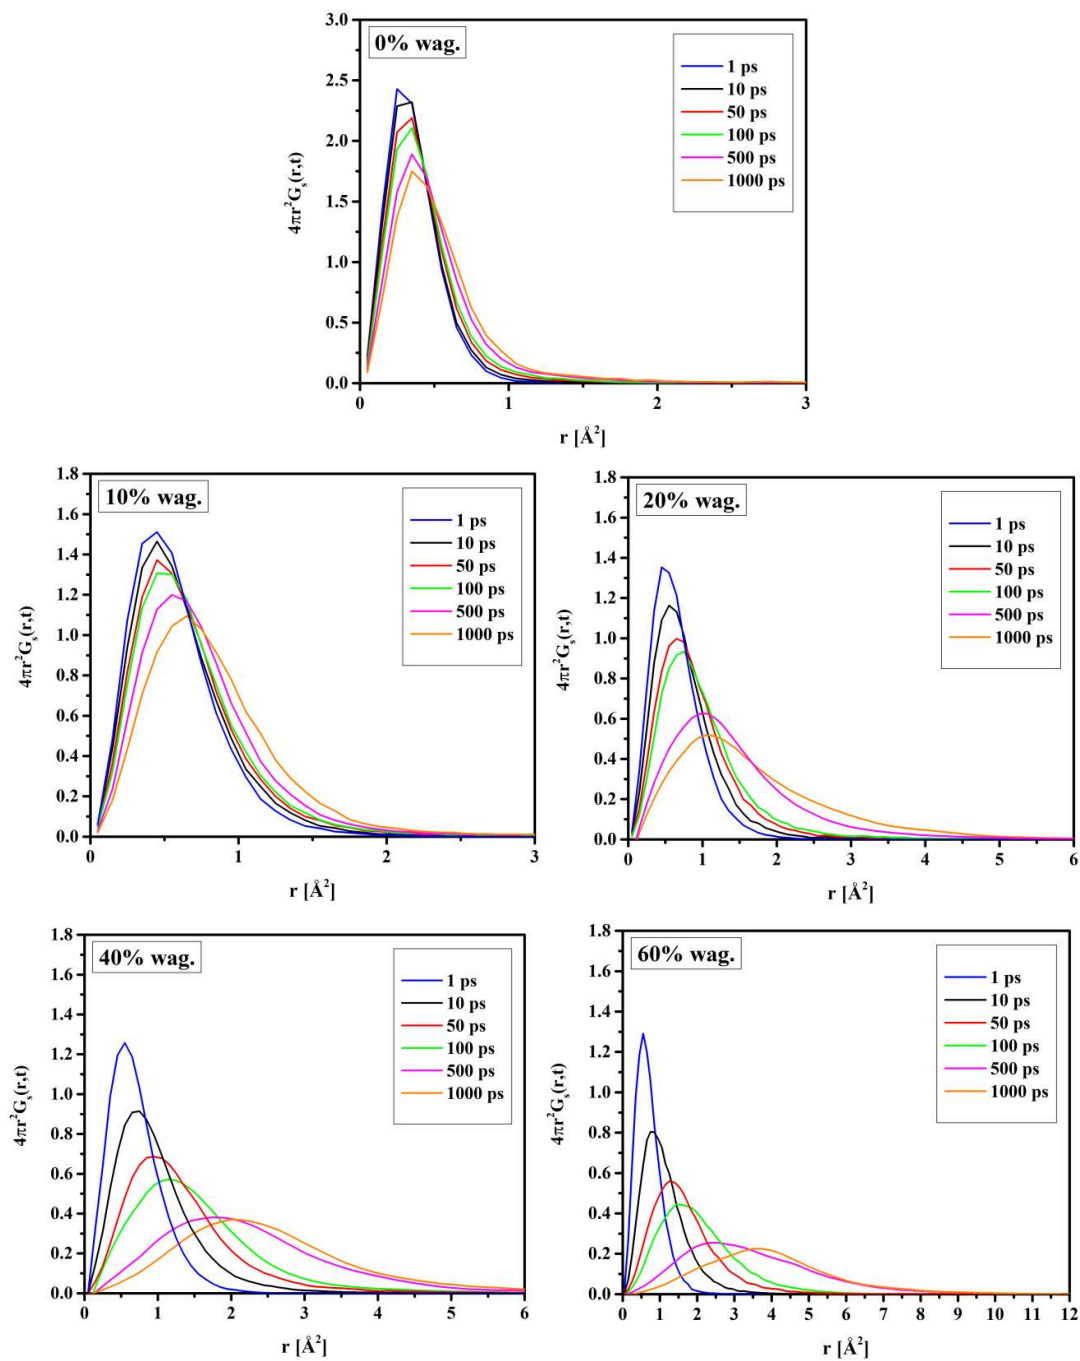 0% wag.
1 ps
10 ps
50 ps
100 ps
500 ps
1000 ps
3.0
2.5
2.0
1.5
1.0
0.5
0.0
4πr²Gₛ(r,t)
0
1
2
3
r [Å²]
10% wag.
1 ps
10 ps
50 ps
100 ps
500 ps
1000 ps
1.8
1.6
1.4
1.2
1.0
0.8
0.6
0.4
0.2
0.0
4πr²Gₛ(r,t)
0
1
2
3
r [Å²]
20% wag.
1 ps
10 ps
50 ps
100 ps
500 ps
1000 ps
1.8
1.6
1.4
1.2
1.0
0.8
0.6
0.4
0.2
0.0
4πr²Gₛ(r,t)
0
1
2
3
4
5
6
r [Å²]
40% wag.
1 ps
10 ps
50 ps
100 ps
500 ps
1000 ps
1.8
1.6
1.4
1.2
1.0
0.8
0.6
0.4
0.2
0.0
4πr²Gₛ(r,t)
0
1
2
3
4
5
6
r [Å²]
60% wag.
1 ps
10 ps
50 ps
100 ps
500 ps
1000 ps
1.8
1.6
1.4
1.2
1.0
0.8
0.6
0.4
0.2
0.0
4πr²Gₛ(r,t)
0
1
2
3
4
5
6
7
8
9
10
11
12
r [Å²]